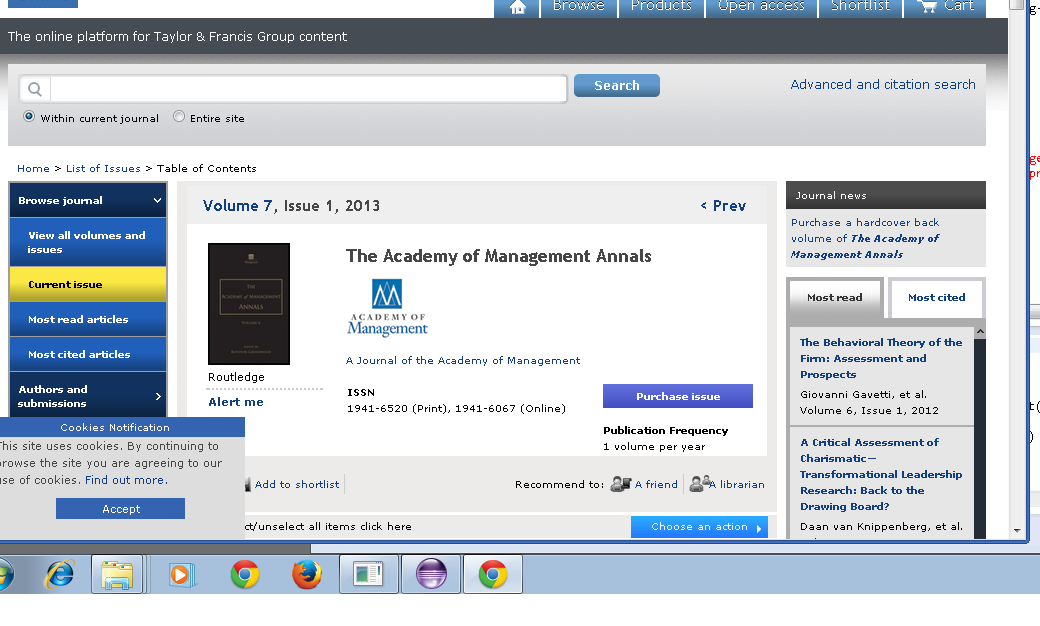 Browse
Products
Open access
Shortlist
Cart
The online platform for Taylor & Francis Group content
Search
Advanced and citation search
Within current journal
Entire site
Home > List of Issues > Table of Contents
Browse journal
View all volumes and
issues
Current issue
Most read articles
Most cited articles
Authors and
submissions
Cookies Notification
This site uses cookies. By continuing to
browse the site you are agreeing to our
use of cookies. Find out more.
Accept
Volume 7, Issue 1, 2013
< Prev
THE
ACADEMY OF MANAGEMENT
ANNALS
Routledge
Alert me
The Academy of Management Annals
ACADEMY OF
Management
A Journal of the Academy of Management
ISSN
1941-6520 (Print), 1941-6067 (Online)
Purchase issue
Publication Frequency
1 volume per year
Add to shortlist
Recommend to:
A friend
A librarian
ct/unselect all items click here
Choose an action
Journal news
Purchase a hardcover back
volume of The Academy of
Management Annals
Most read
Most cited
The Behavioral Theory of the
Firm: Assessment and
Prospects
Giovanni Gavetti, et al.
Volume 6, Issue 1, 2012
A Critical Assessment of
Charismatic—
Transformational Leadership
Research: Back to the
Drawing Board?
Daan van Knippenberg, et al.